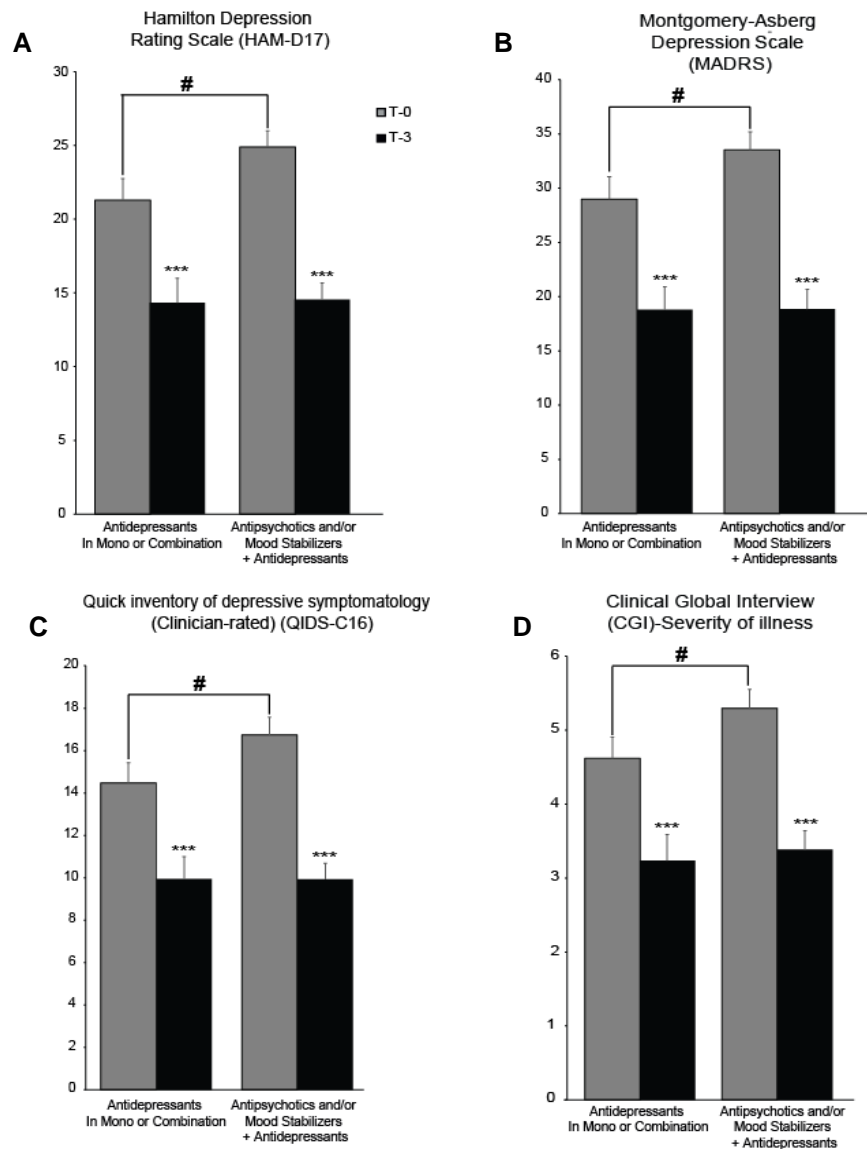 A
Hamilton Depression
Rating Scale (HAM-D17)
30
25
20
15
10
5
0
#
T-0
T-3
***
***
Antidepressants
In Mono or Combination
Antipsychotics and/or
Mood Stabilizers
+ Antidepressants
B
Montgomery-Asberg
Depression Scale
(MADRS)
40
35
30
25
20
15
10
5
0
#
***
***
Antidepressants
In Mono or Combination
Antipsychotics and/or
Mood Stabilizers
+ Antidepressants
C
Quick inventory of depressive symptomatology
(Clinician-rated) (QIDS-C16)
20
18
16
14
12
10
8
6
4
2
0
#
***
***
Antidepressants
In Mono or Combination
Antipsychotics and/or
Mood Stabilizers
+ Antidepressants
D
Clinical Global Interview
(CGI)-Severity of illness
6
5
4
3
2
1
0
#
***
***
Antidepressants
In Mono or Combination
Antipsychotics and/or
Mood Stabilizers
+ Antidepressants